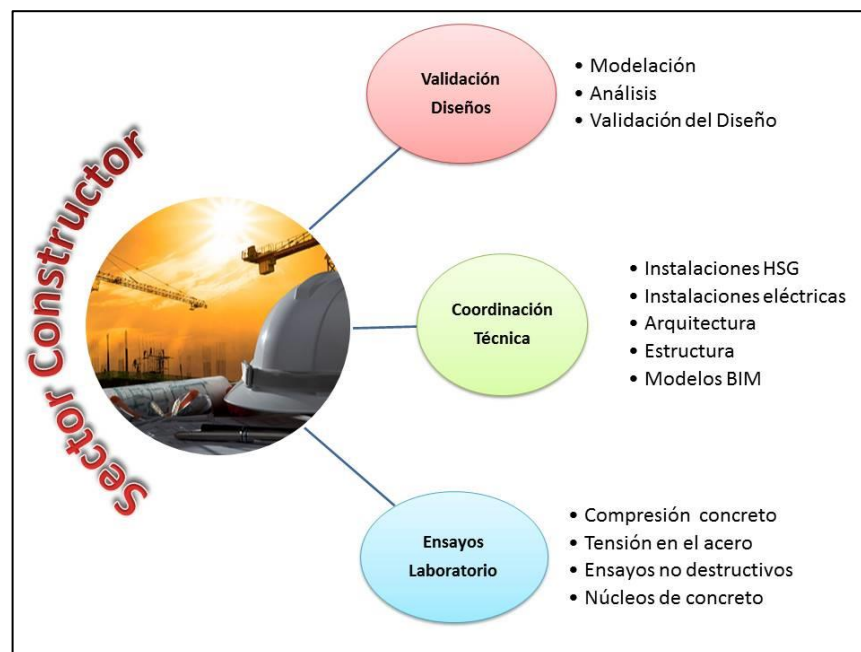 Sector Constructor
Validación
Diseños
• Modelación
• Análisis
• Validación del Diseño
Coordinación
Técnica
• Instalaciones HSG
• Instalaciones eléctricas
• Arquitectura
• Estructura
• Modelos BIM
Ensayos
Laboratorio
• Compresión concreto
• Tensión en el acero
• Ensayos no destructivos
• Núcleos de concreto